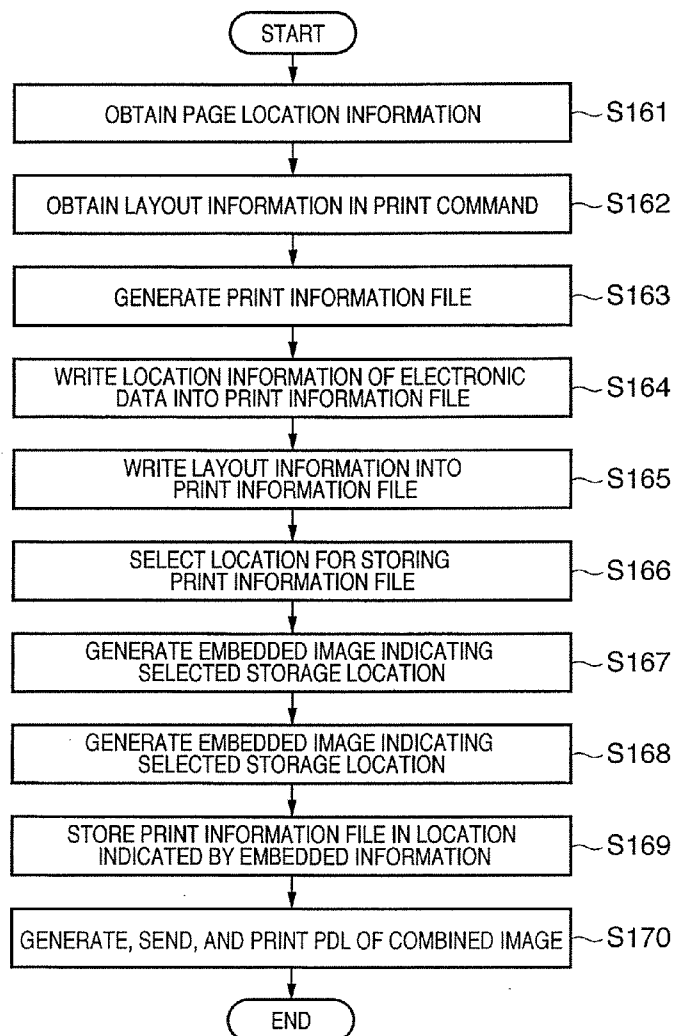 START
OBTAIN PAGE LOCATION INFORMATION
S161
OBTAIN LAYOUT INFORMATION IN PRINT COMMAND
S162
GENERATE PRINT INFORMATION FILE
S163
WRITE LOCATION INFORMATION OF ELECTRONIC
DATA INTO PRINT INFORMATION FILE
S164
WRITE LAYOUT INFORMATION INTO
PRINT INFORMATION FILE
S165
SELECT LOCATION FOR STORING
PRINT INFORMATION FILE
S166
GENERATE EMBEDDED IMAGE INDICATING
SELECTED STORAGE LOCATION
S167
GENERATE EMBEDDED IMAGE INDICATING
SELECTED STORAGE LOCATION
S168
STORE PRINT INFORMATION FILE IN LOCATION
INDICATED BY EMBEDDED INFORMATION
S169
GENERATE, SEND, AND PRINT PDL OF COMBINED IMAGE
S170
END